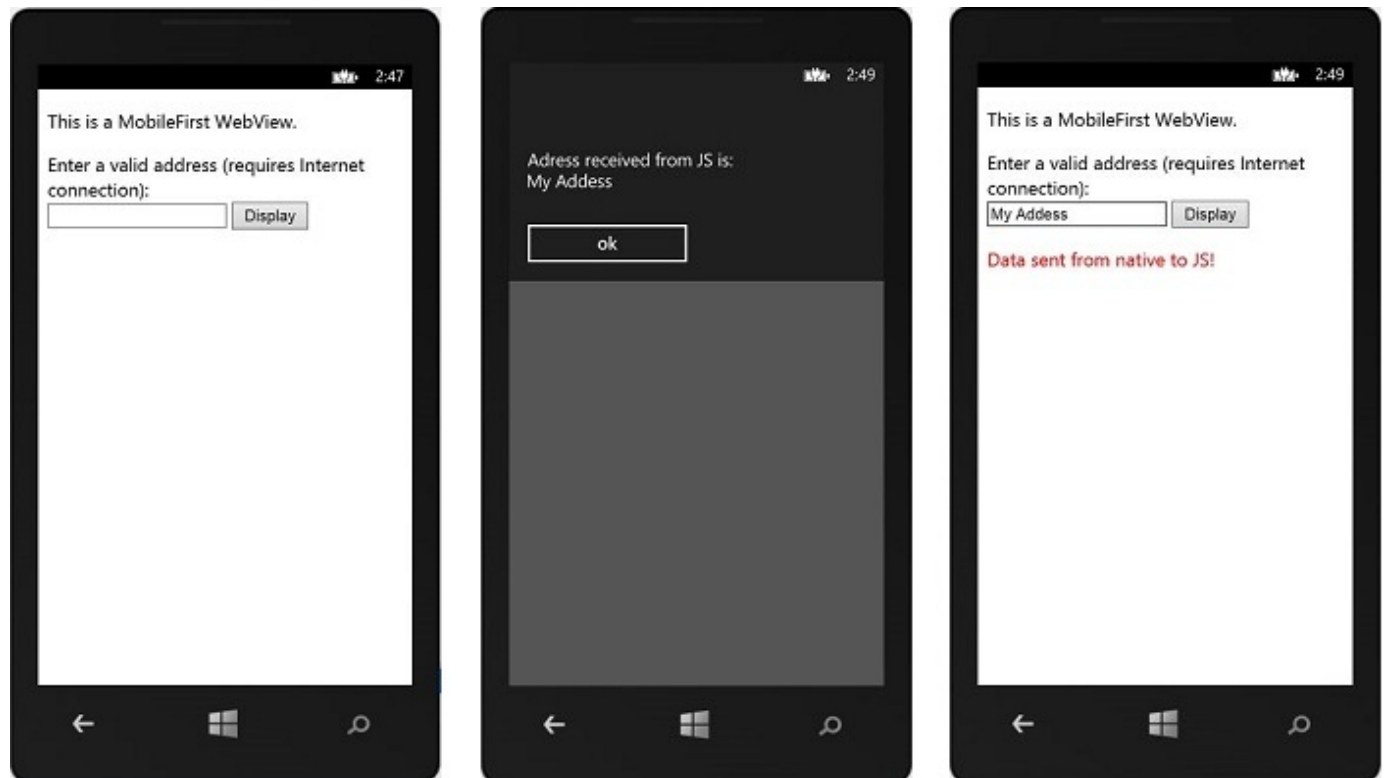 2:47
This is a MobileFirst WebView.
Enter a valid address (requires Internet
connection):
Display
2:49
Adress received from JS is:
My Addess
ok
2:49
This is a MobileFirst WebView.
Enter a valid address (requires Internet
connection):
My Addess Display
Data sent from native to JS!